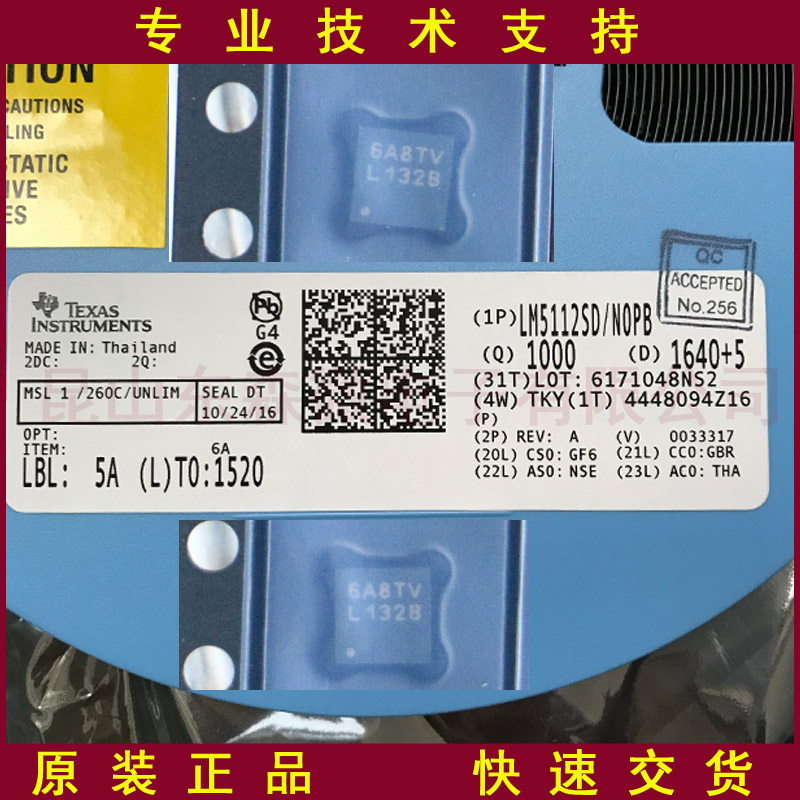 专业技术支持
TION
CAUTIONS
LING
STATIC
IVE
ES
6A8TV
L132B
QC
ACCEPTED
No.256
TEXAS
INSTRUMENTS
MADE IN: Thailand
2DC: 2Q:
MSL 1 /260C/UNLIM
SEAL DT
10/24/16
OPT:
ITEM: 6A
LBL: 5A (L)TO:1520
Pb
G4
e
(1P)LM5112SD/NOPB
(Q) 1000 (D) 1640+5
(31T)LOT: 6171048NS2
(4W) TKY(1T) 4448094Z16
(P)
(2P) REV: A (V) 0033317
(20L) CSO: GF6 (21L) CCO:GBR
(22L) ASO: NSE (23L) ACO: THA
6A8TV
L132B
原装正品 快速交货